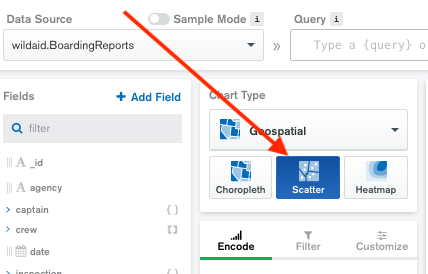 Data Source
Sample Mode i
Query i
wildaid.BoardingReports
»
Type a {query} o
Fields
+ Add Field
filter
A _id
A agency
> captain { }
> crew [ ]
date
inspection
Chart Type
Geospatial
Choropleth
Scatter
Heatmap
Encode
Filter
Customize